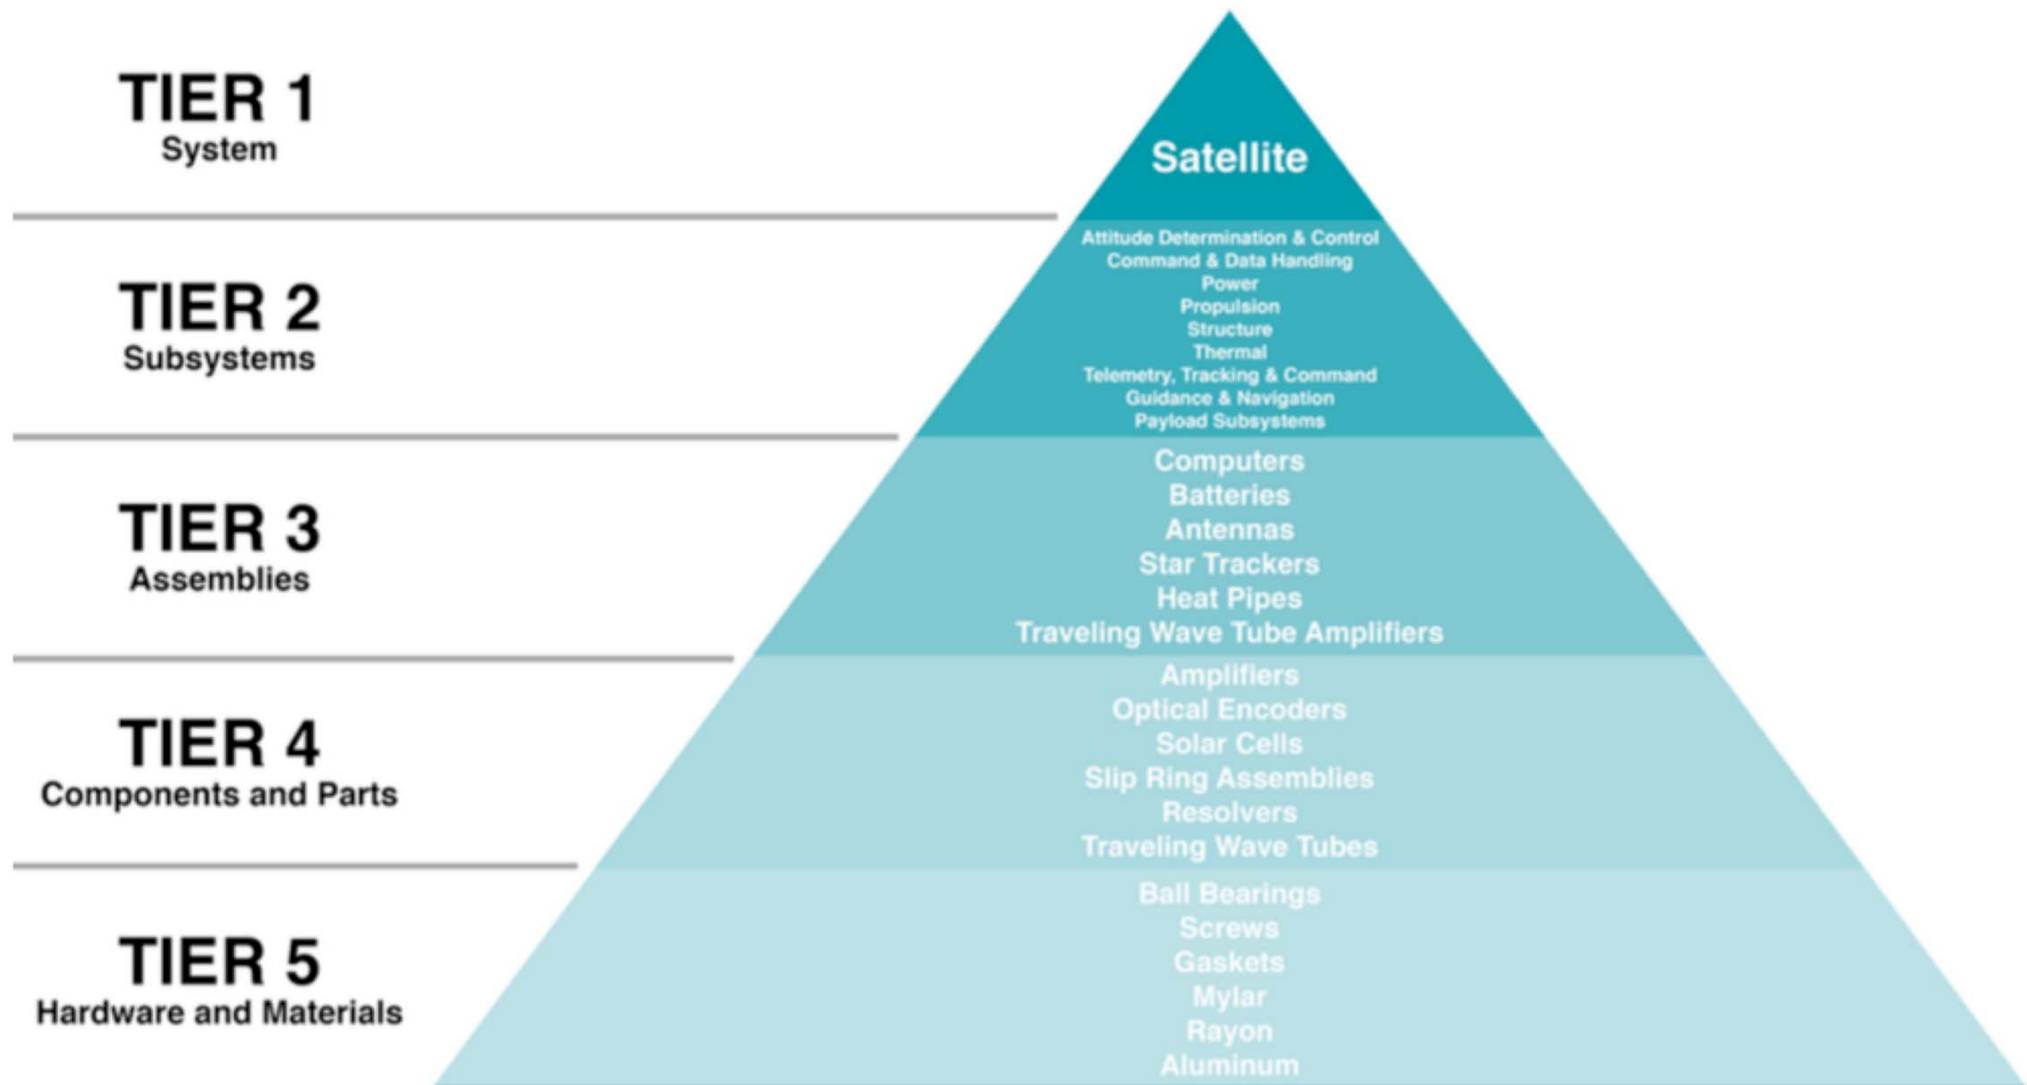 TIER 1
System
Satellite
TIER 2
Subsystems
Attitude Determination & Control
Command & Data Handling
Power
Propulsion
Structure
Thermal
Telemetry, Tracking & Command
Guidance & Navigation
Payload Subsystems
TIER 3
Assemblies
Computers
Batteries
Antennas
Star Trackers
Heat Pipes
Traveling Wave Tube Amplifiers
TIER 4
Components and Parts
Amplifiers
Optical Encoders
Solar Cells
Slip Ring Assemblies
Resolvers
Traveling Wave Tubes
TIER 5
Hardware and Materials
Ball Bearings
Screws
Gaskets
Mylar
Rayon
Aluminum